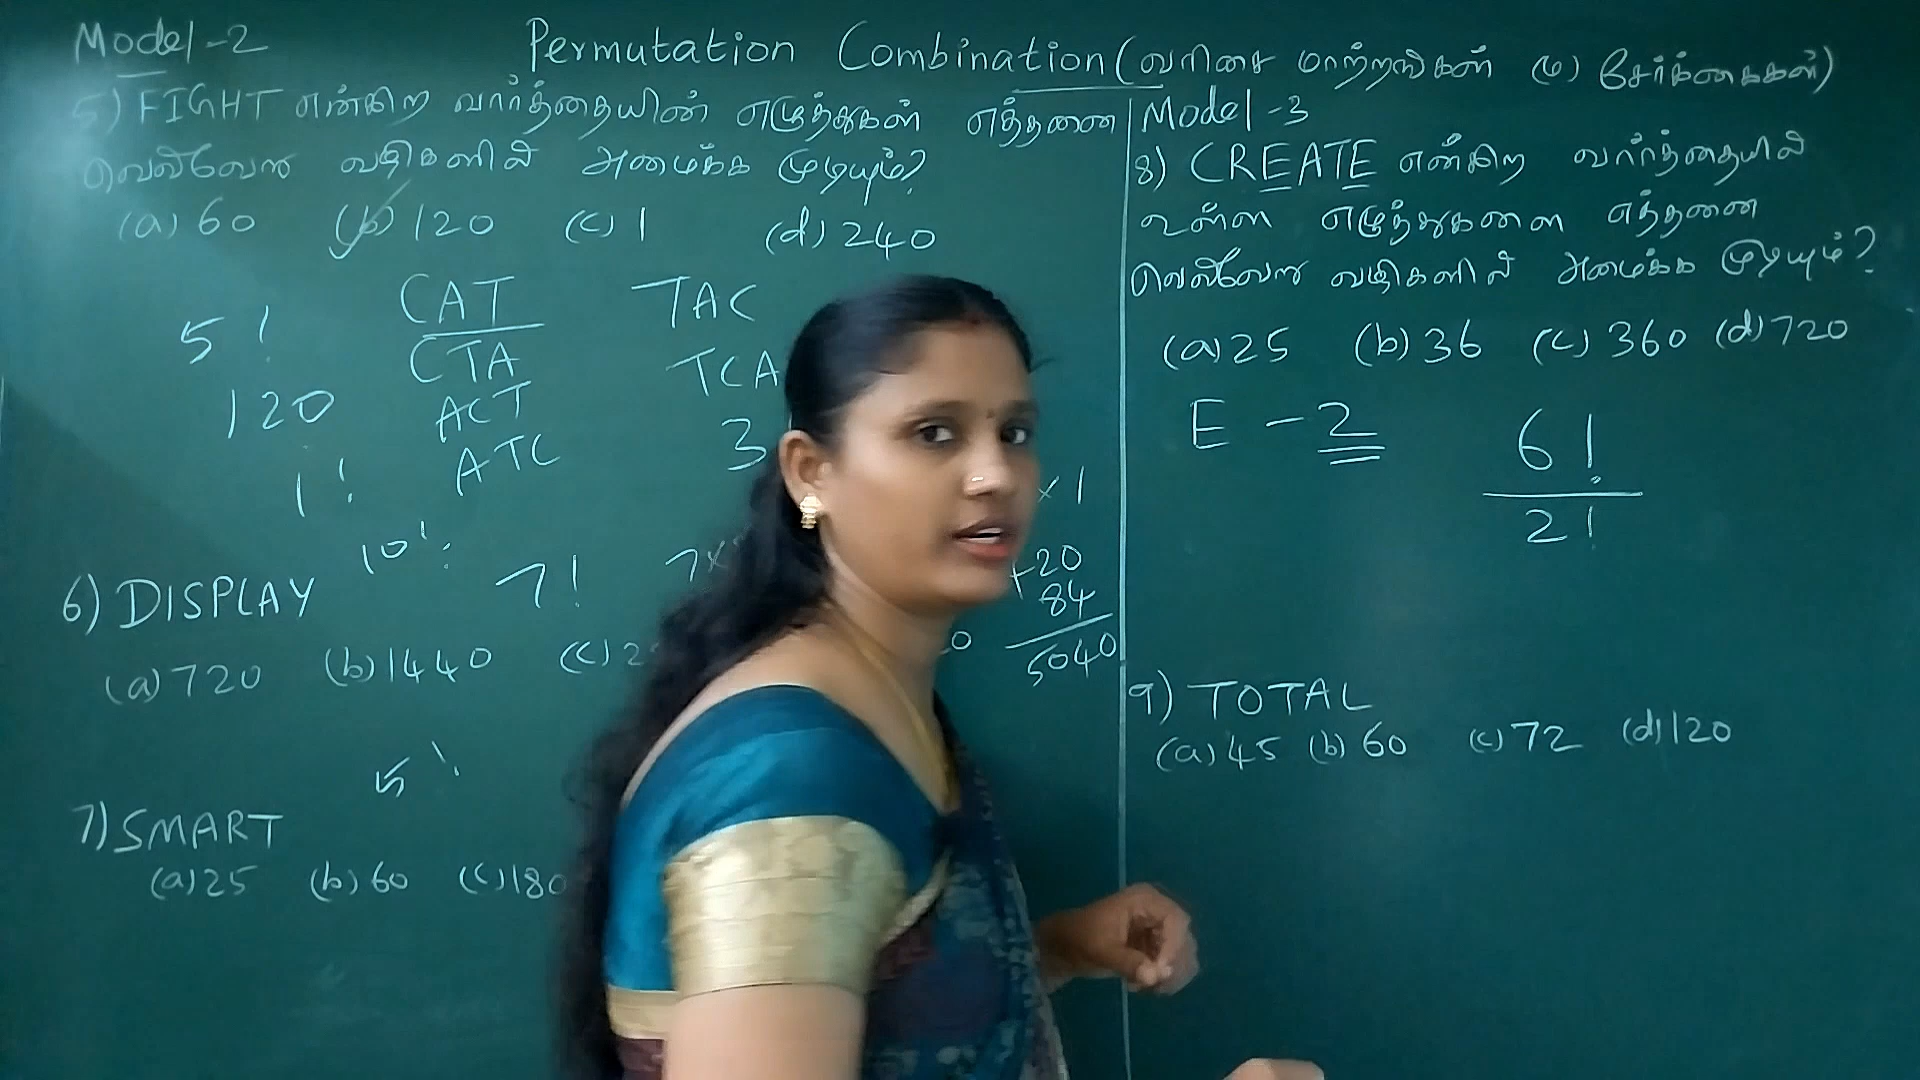 Model-2
Permutation Combination (வரிசை மாற்றங்கள் (ம) சேர்க்கைகள்)
5) FIGHT என்கிற வார்த்தையின் எழுத்துகள் எத்தனை
வெவ்வேறு வழிகளில் அமைக்க முடியும்?
(a) 60 (b) 120 (c) 1 (d) 240
CAT TAC
5!
CTA TCA
120 ACT
3
1! ATC
× 1
10!
6) DISPLAY 7! 7×
+20
84
5040
(a) 720 (b) 1440 (c) 2
5!
7) SMART
(a) 25 (b) 60 (c) 180
Model-3
8) CREATE என்கிற வார்த்தையில்
உள்ள எழுத்துகளை எத்தனை
வெவ்வேறு வழிகளில் அமைக்க முடியும்?
(a) 25 (b) 36 (c) 360 (d) 720
E - 2 6!
2!
9) TOTAL
(a) 45 (b) 60 (c) 72 (d) 120